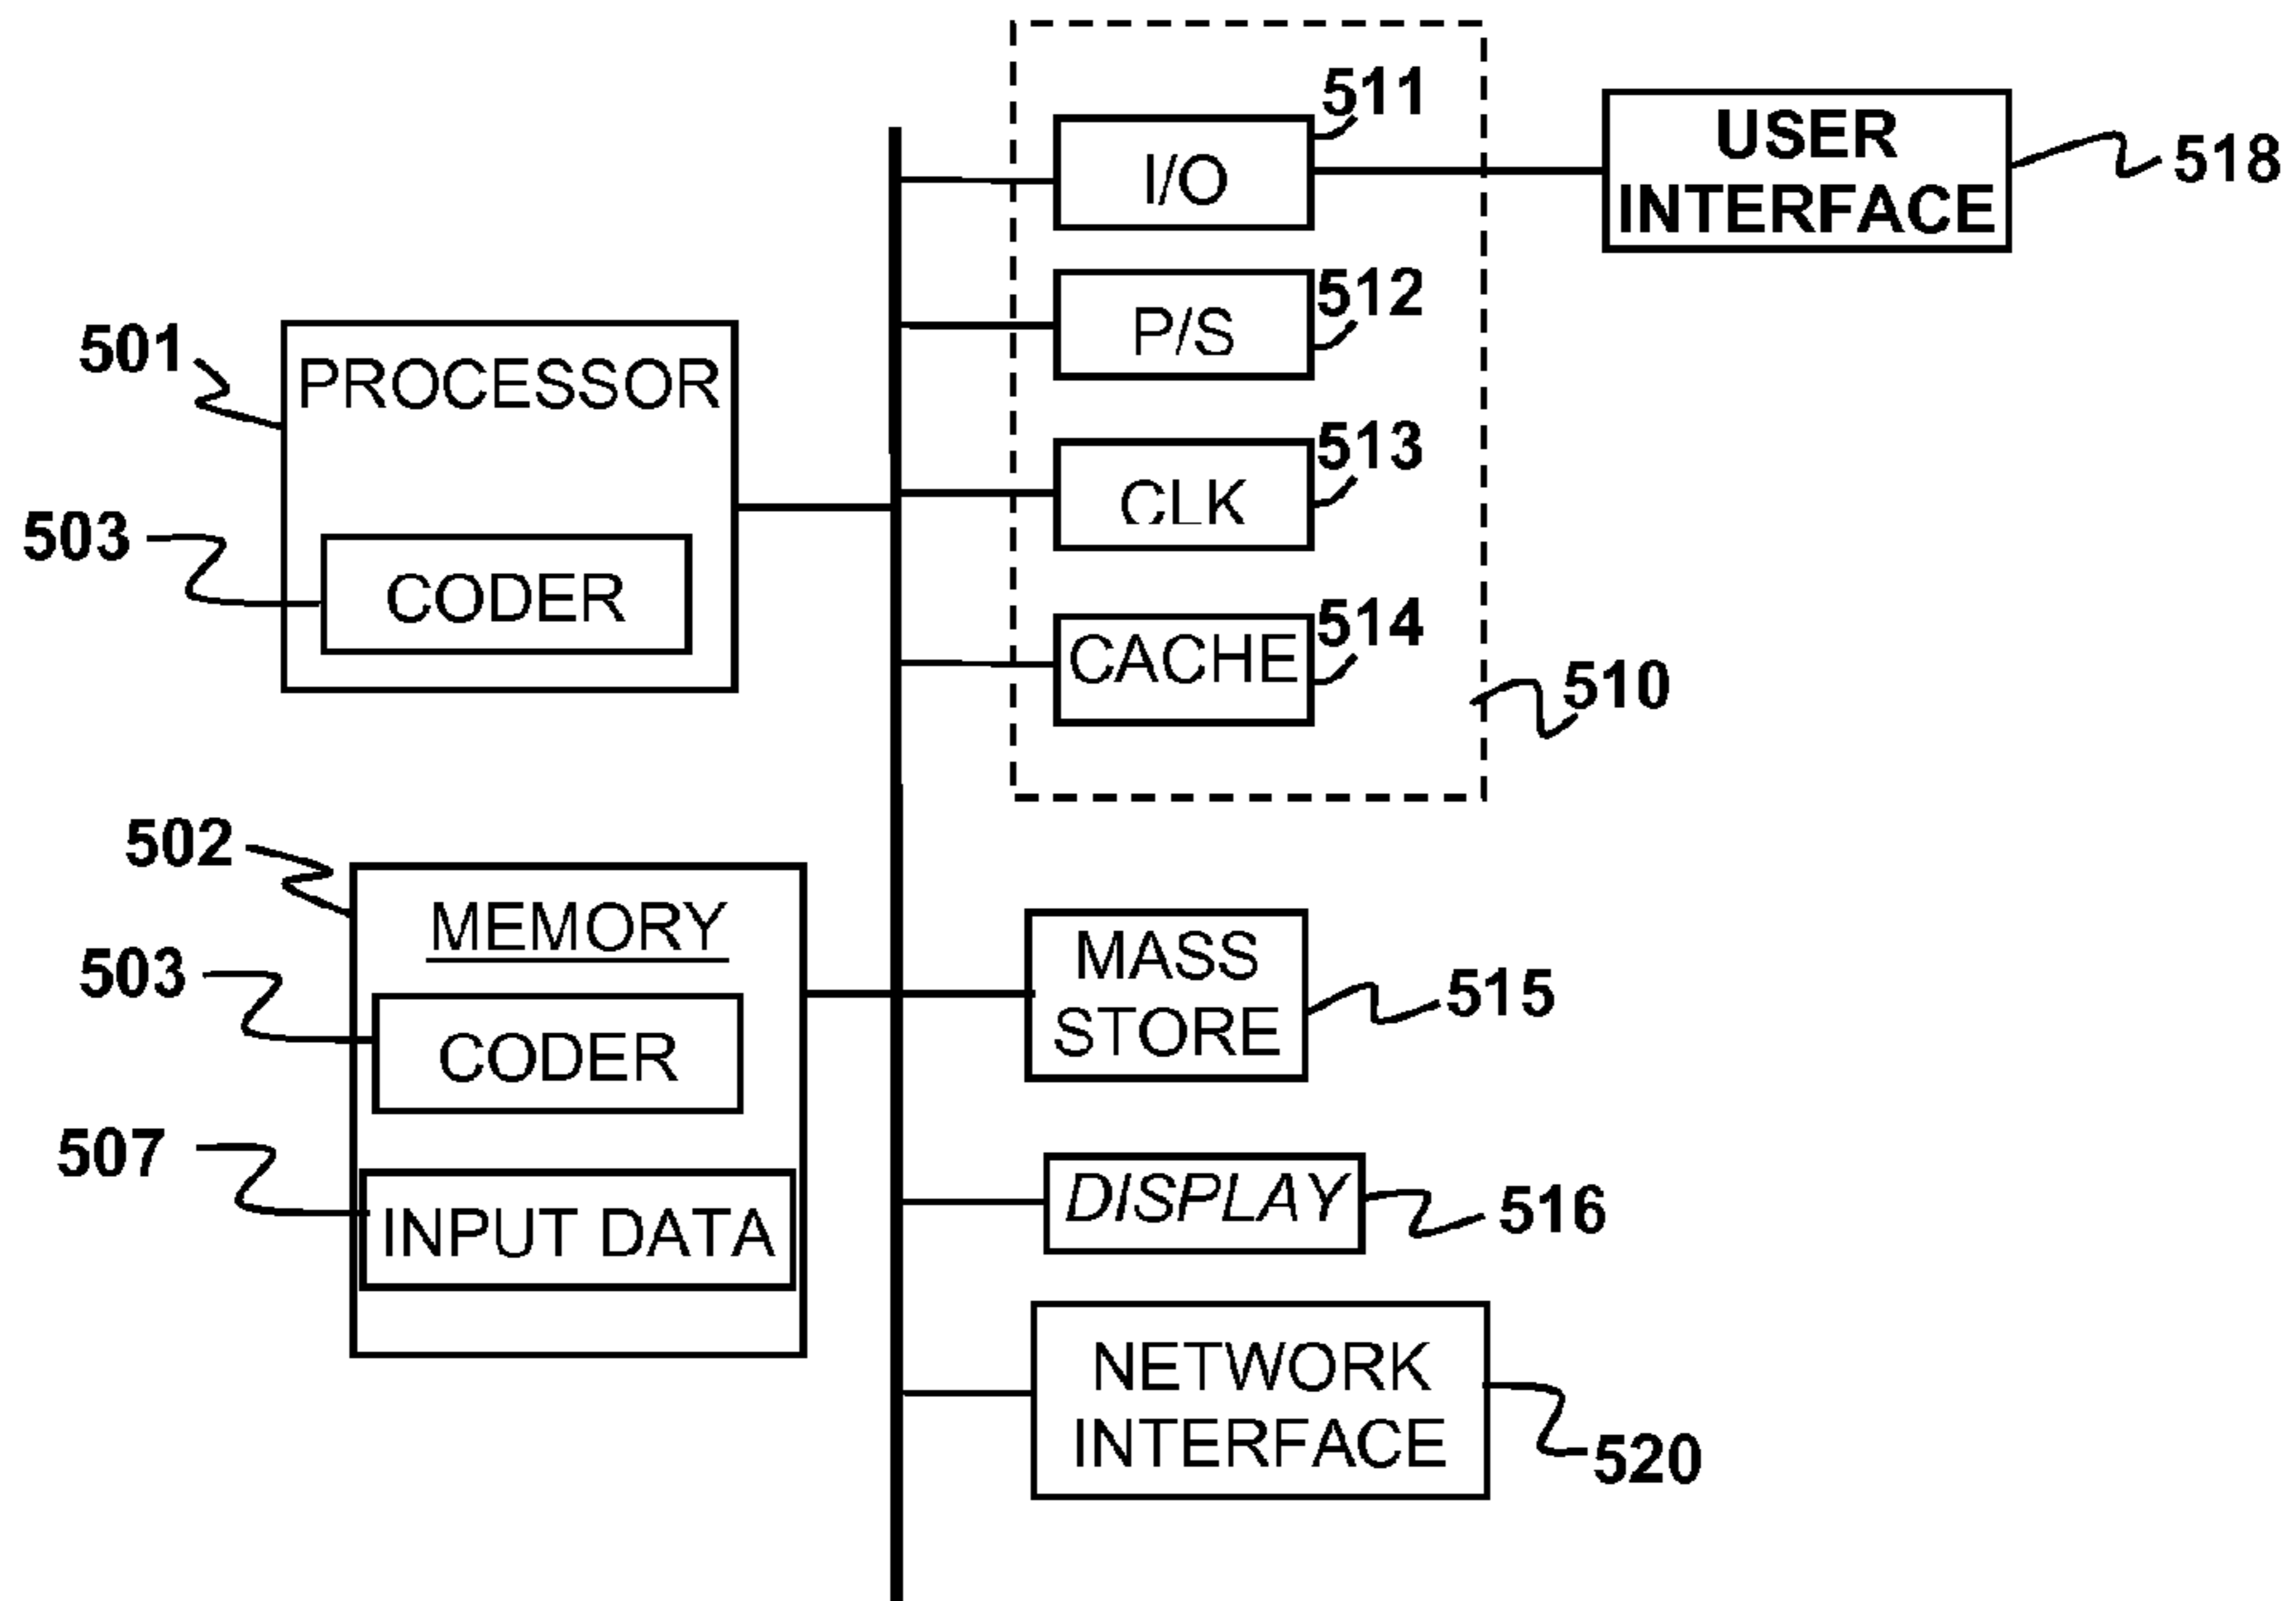 511
I/O
USER
INTERFACE
518
512
P/S
501
PROCESSOR
513
CLK
503
CODER
514
CACHE
510
502
MEMORY
503
CODER
MASS
STORE
515
507
INPUT DATA
DISPLAY
516
NETWORK
INTERFACE
520